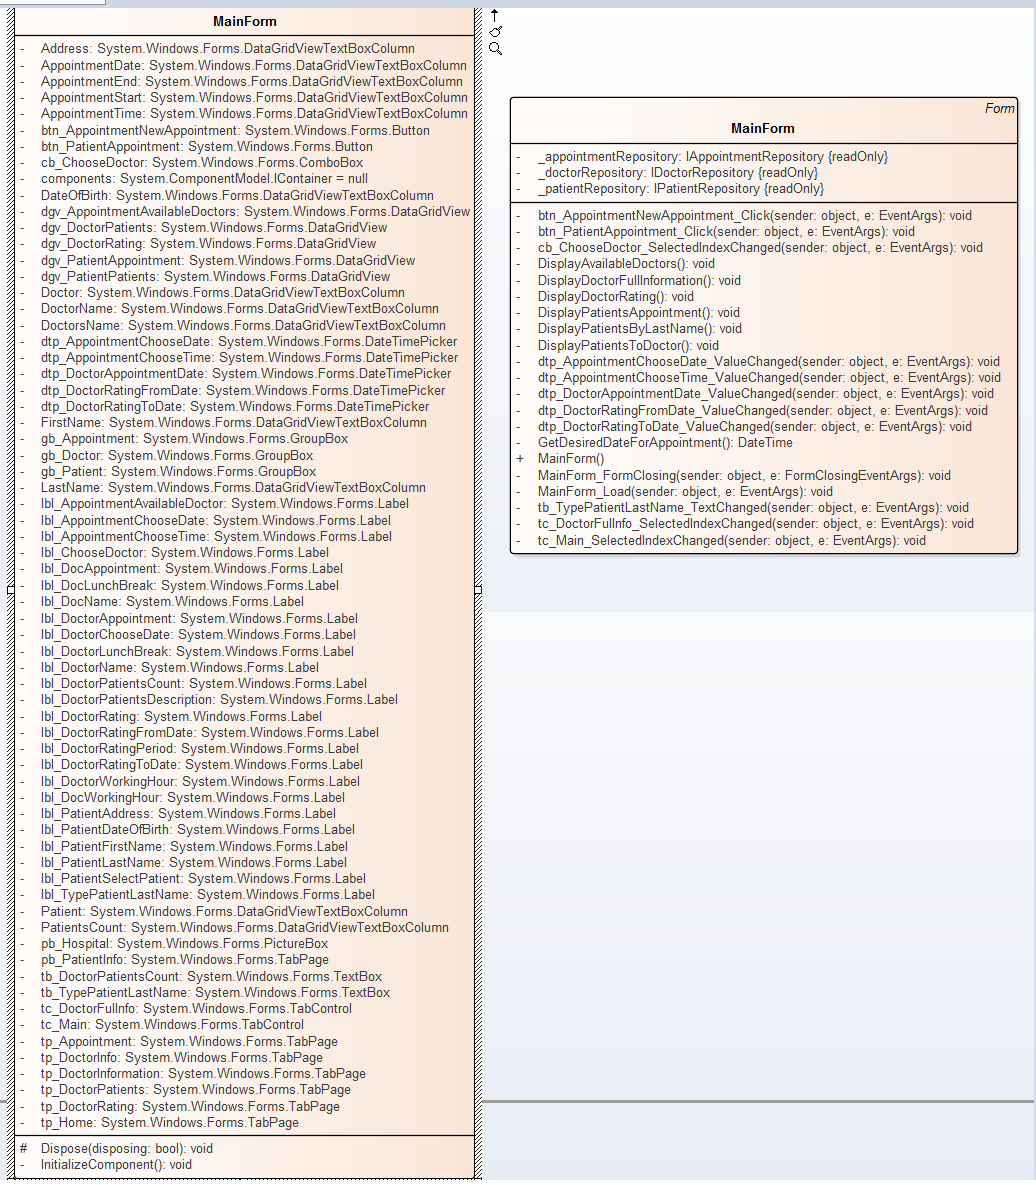 MainForm
- Address: System.Windows.Forms.DataGridViewTextBoxColumn
- AppointmentDate: System.Windows.Forms.DataGridViewTextBoxColumn
- AppointmentEnd: System.Windows.Forms.DataGridViewTextBoxColumn
- AppointmentStart: System.Windows.Forms.DataGridViewTextBoxColumn
- AppointmentTime: System.Windows.Forms.DataGridViewTextBoxColumn
- btn_AppointmentNewAppointment: System.Windows.Forms.Button
- btn_PatientAppointment: System.Windows.Forms.Button
- cb_ChooseDoctor: System.Windows.Forms.ComboBox
- components: System.ComponentModel.IContainer = null
- DateOfBirth: System.Windows.Forms.DataGridViewTextBoxColumn
- dgv_AppointmentAvailableDoctors: System.Windows.Forms.DataGridView
- dgv_DoctorPatients: System.Windows.Forms.DataGridView
- dgv_DoctorRating: System.Windows.Forms.DataGridView
- dgv_PatientAppointment: System.Windows.Forms.DataGridView
- dgv_PatientPatients: System.Windows.Forms.DataGridView
- Doctor: System.Windows.Forms.DataGridViewTextBoxColumn
- DoctorName: System.Windows.Forms.DataGridViewTextBoxColumn
- DoctorsName: System.Windows.Forms.DataGridViewTextBoxColumn
- dtp_AppointmentChooseDate: System.Windows.Forms.DateTimePicker
- dtp_AppointmentChooseTime: System.Windows.Forms.DateTimePicker
- dtp_DoctorAppointmentDate: System.Windows.Forms.DateTimePicker
- dtp_DoctorRatingFromDate: System.Windows.Forms.DateTimePicker
- dtp_DoctorRatingToDate: System.Windows.Forms.DateTimePicker
- FirstName: System.Windows.Forms.DataGridViewTextBoxColumn
- gb_Appointment: System.Windows.Forms.GroupBox
- gb_Doctor: System.Windows.Forms.GroupBox
- gb_Patient: System.Windows.Forms.GroupBox
- LastName: System.Windows.Forms.DataGridViewTextBoxColumn
- lbl_AppointmentAvailableDoctor: System.Windows.Forms.Label
- lbl_AppointmentChooseDate: System.Windows.Forms.Label
- lbl_AppointmentChooseTime: System.Windows.Forms.Label
- lbl_ChooseDoctor: System.Windows.Forms.Label
- lbl_DocAppointment: System.Windows.Forms.Label
- lbl_DocLunchBreak: System.Windows.Forms.Label
- lbl_DocName: System.Windows.Forms.Label
- lbl_DoctorAppointment: System.Windows.Forms.Label
- lbl_DoctorChooseDate: System.Windows.Forms.Label
- lbl_DoctorLunchBreak: System.Windows.Forms.Label
- lbl_DoctorName: System.Windows.Forms.Label
- lbl_DoctorPatientsCount: System.Windows.Forms.Label
- lbl_DoctorPatientsDescription: System.Windows.Forms.Label
- lbl_DoctorRating: System.Windows.Forms.Label
- lbl_DoctorRatingFromDate: System.Windows.Forms.Label
- lbl_DoctorRatingPeriod: System.Windows.Forms.Label
- lbl_DoctorRatingToDate: System.Windows.Forms.Label
- lbl_DoctorWorkingHour: System.Windows.Forms.Label
- lbl_DocWorkingHour: System.Windows.Forms.Label
- lbl_PatientAddress: System.Windows.Forms.Label
- lbl_PatientDateOfBirth: System.Windows.Forms.Label
- lbl_PatientFirstName: System.Windows.Forms.Label
- lbl_PatientLastName: System.Windows.Forms.Label
- lbl_PatientSelectPatient: System.Windows.Forms.Label
- lbl_TypePatientLastName: System.Windows.Forms.Label
- Patient: System.Windows.Forms.DataGridViewTextBoxColumn
- PatientsCount: System.Windows.Forms.DataGridViewTextBoxColumn
- pb_Hospital: System.Windows.Forms.PictureBox
- pb_PatientInfo: System.Windows.Forms.TabPage
- tb_DoctorPatientsCount: System.Windows.Forms.TextBox
- tb_TypePatientLastName: System.Windows.Forms.TextBox
- tc_DoctorFullInfo: System.Windows.Forms.TabControl
- tc_Main: System.Windows.Forms.TabControl
- tp_Appointment: System.Windows.Forms.TabPage
- tp_DoctorInfo: System.Windows.Forms.TabPage
- tp_DoctorInformation: System.Windows.Forms.TabPage
- tp_DoctorPatients: System.Windows.Forms.TabPage
- tp_DoctorRating: System.Windows.Forms.TabPage
- tp_Home: System.Windows.Forms.TabPage
# Dispose(disposing: bool): void
- InitializeComponent(): void
Form
MainForm
- _appointmentRepository: IAppointmentRepository {readOnly}
- _doctorRepository: IDoctorRepository {readOnly}
- _patientRepository: IPatientRepository {readOnly}
- btn_AppointmentNewAppointment_Click(sender: object, e: EventArgs): void
- btn_PatientAppointment_Click(sender: object, e: EventArgs): void
- cb_ChooseDoctor_SelectedIndexChanged(sender: object, e: EventArgs): void
- DisplayAvailableDoctors(): void
- DisplayDoctorFullInformation(): void
- DisplayDoctorRating(): void
- DisplayPatientsAppointment(): void
- DisplayPatientsByLastName(): void
- DisplayPatientsToDoctor(): void
- dtp_AppointmentChooseDate_ValueChanged(sender: object, e: EventArgs): void
- dtp_AppointmentChooseTime_ValueChanged(sender: object, e: EventArgs): void
- dtp_DoctorAppointmentDate_ValueChanged(sender: object, e: EventArgs): void
- dtp_DoctorRatingFromDate_ValueChanged(sender: object, e: EventArgs): void
- dtp_DoctorRatingToDate_ValueChanged(sender: object, e: EventArgs): void
- GetDesiredDateForAppointment(): DateTime
+ MainForm()
- MainForm_FormClosing(sender: object, e: FormClosingEventArgs): void
- MainForm_Load(sender: object, e: EventArgs): void
- tb_TypePatientLastName_TextChanged(sender: object, e: EventArgs): void
- tc_DoctorFullInfo_SelectedIndexChanged(sender: object, e: EventArgs): void
- tc_Main_SelectedIndexChanged(sender: object, e: EventArgs): void